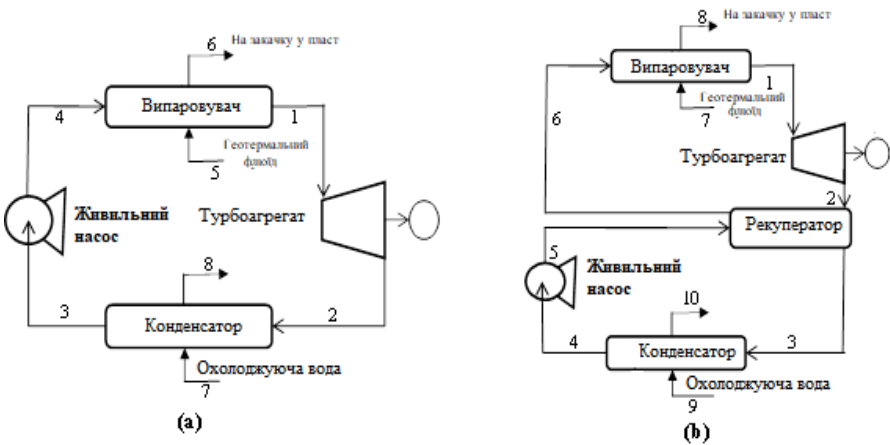 6
На закачку у пласт
Випаровувач
4
1
Геотермальний
флюїд
5
Живильний
насос
Турбоагрегат
8
3
2
Конденсатор
Охолоджуюча вода
7
(a)
8
На закачку у пласт
Випаровувач
1
Геотермальний
флюїд
7
6
Турбоагрегат
2
Рекуператор
5
Живильний
насос
10
4
3
Конденсатор
Охолоджуюча вода
9
(b)